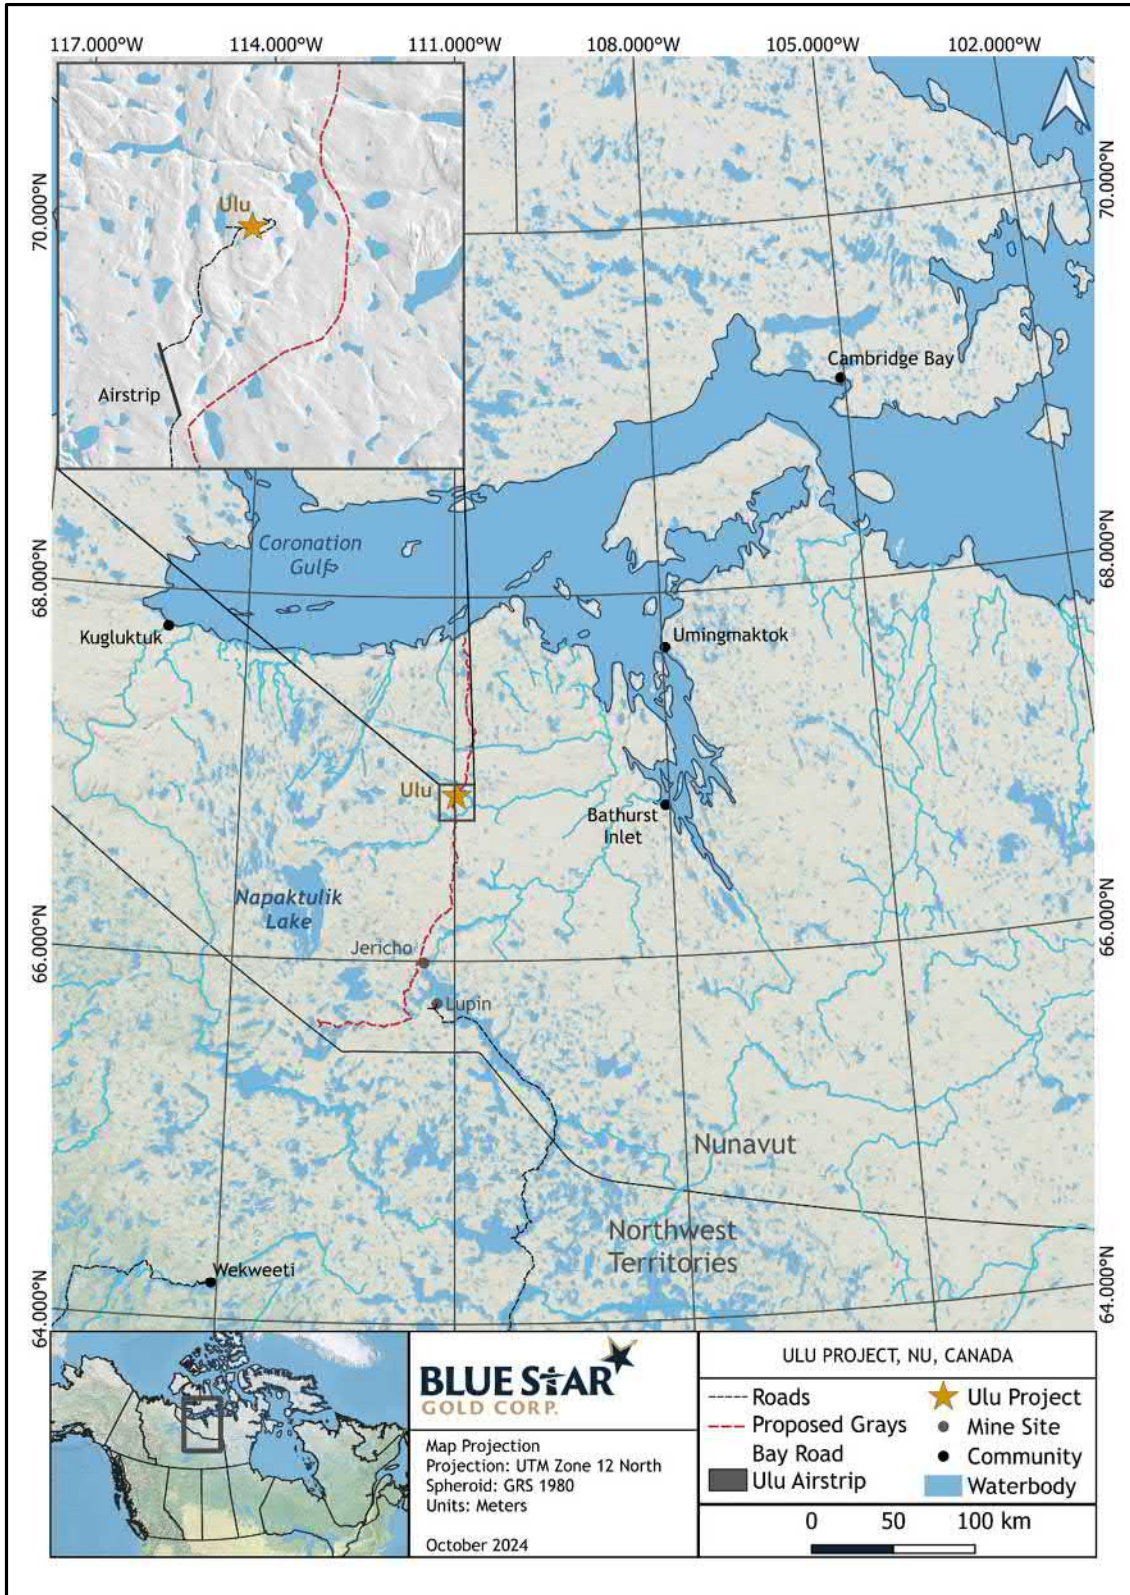 117.000°W 114.000°W 111.000°W 108.000°W 105.000°W 102.000°W
70.000°N
70.000°N
Ulu
Airstrip
Cambridge Bay
Coronation
Gulf
68.000°N
68.000°N
Kugluktuk
Umingmaktok
Ulu
Bathurst
Inlet
Napaktulik
Lake
66.000°N
66.000°N
Jericho
Lupin
Nunavut
Northwest
Territories
Wekweeti
64.000°N
64.000°N
BLUE STAR
GOLD CORP.
Map Projection
Projection: UTM Zone 12 North
Spheroid: GRS 1980
Units: Meters
October 2024
ULU PROJECT, NU, CANADA
Roads
Proposed Grays
Bay Road
Ulu Airstrip
Ulu Project
Mine Site
Community
Waterbody
0 50 100 km